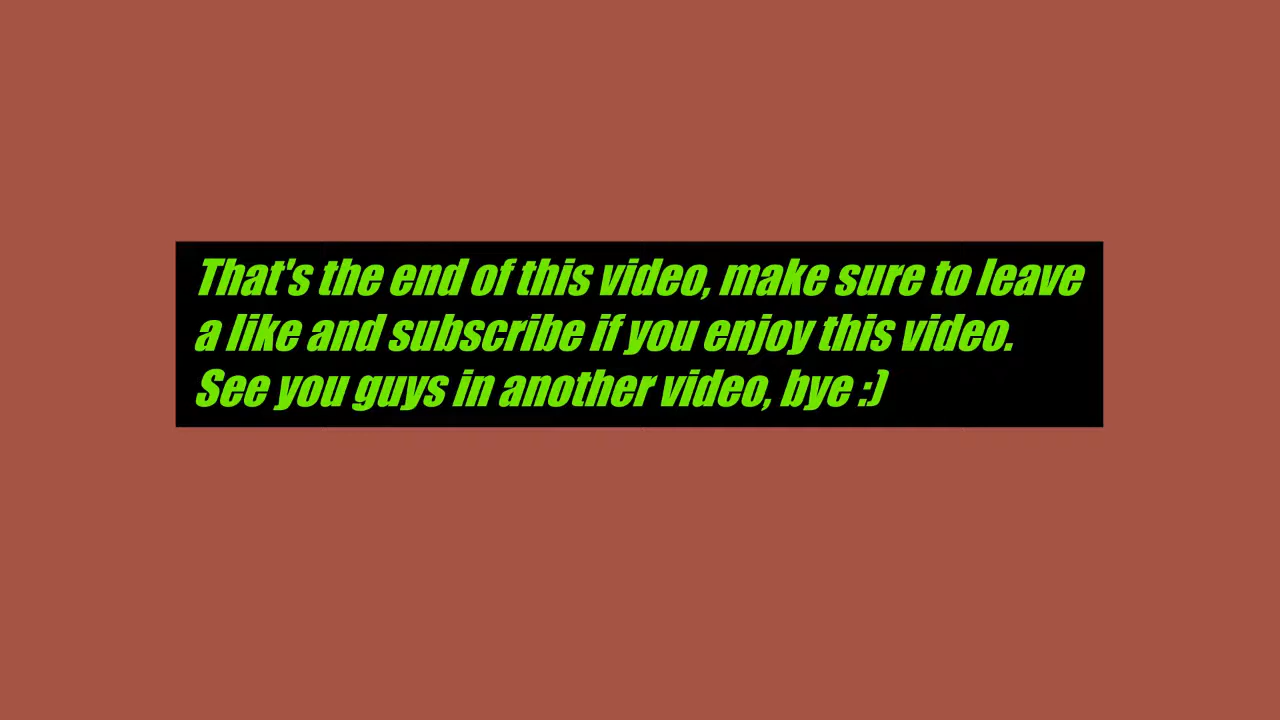 That's the end of this video, make sure to leave
a like and subscribe if you enjoy this video.
See you guys in another video, bye :)